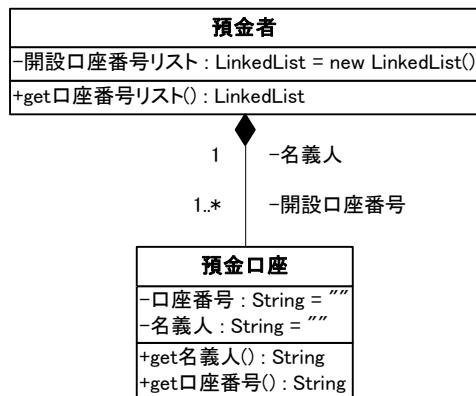 預金者
-開設口座番号リスト : LinkedList = new LinkedList()
+get口座番号リスト() : LinkedList
1 -名義人
1..* -開設口座番号
預金口座
-口座番号 : String = ""
-名義人 : String = ""
+get名義人() : String
+get口座番号() : String